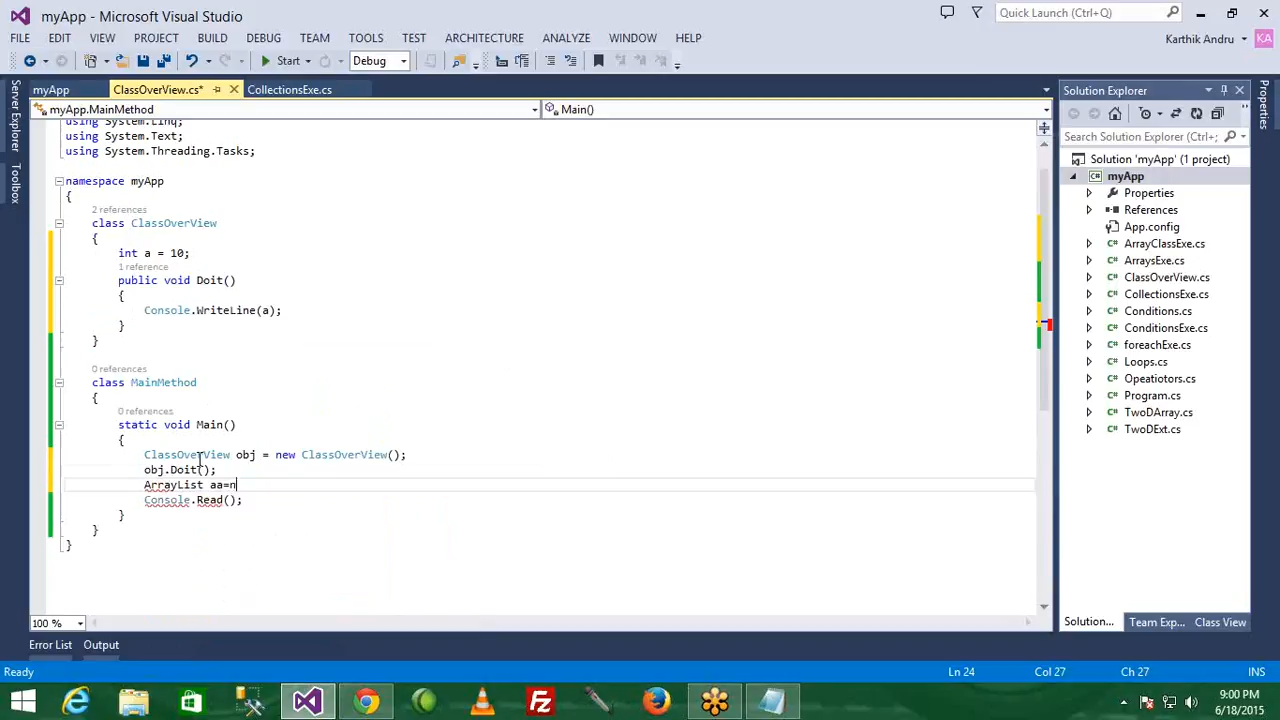 myApp - Microsoft Visual Studio
Quick Launch (Ctrl+Q)
FILE EDIT VIEW PROJECT BUILD DEBUG TEAM TOOLS TEST ARCHITECTURE ANALYZE WINDOW HELP
Karthik Andru KA
Start Debug
Server Explorer
Toolbox
myApp ClassOverView.cs* CollectionsExe.cs
myApp.MainMethod Main()
using System.Linq;
using System.Text;
using System.Threading.Tasks;
namespace myApp
{
2 references
class ClassOverView
{
int a = 10;
1 reference
public void Doit()
{
Console.WriteLine(a);
}
}
0 references
class MainMethod
{
0 references
static void Main()
{
ClassOverView obj = new ClassOverView();
obj.Doit();
ArrayList aa=n
Console.Read();
}
}
}
100 %
Solution Explorer
Search Solution Explorer (Ctrl+;
Solution 'myApp' (1 project)
myApp
Properties
References
App.config
ArrayClassExe.cs
ArraysExe.cs
ClassOverView.cs
CollectionsExe.cs
Conditions.cs
ConditionsExe.cs
foreachExe.cs
Loops.cs
Opeatiotors.cs
Program.cs
TwoDArray.cs
TwoDExt.cs
Solution... Team Exp... Class View
Properties
Error List Output
Ready Ln 24 Col 27 Ch 27 INS
9:00 PM
6/18/2015